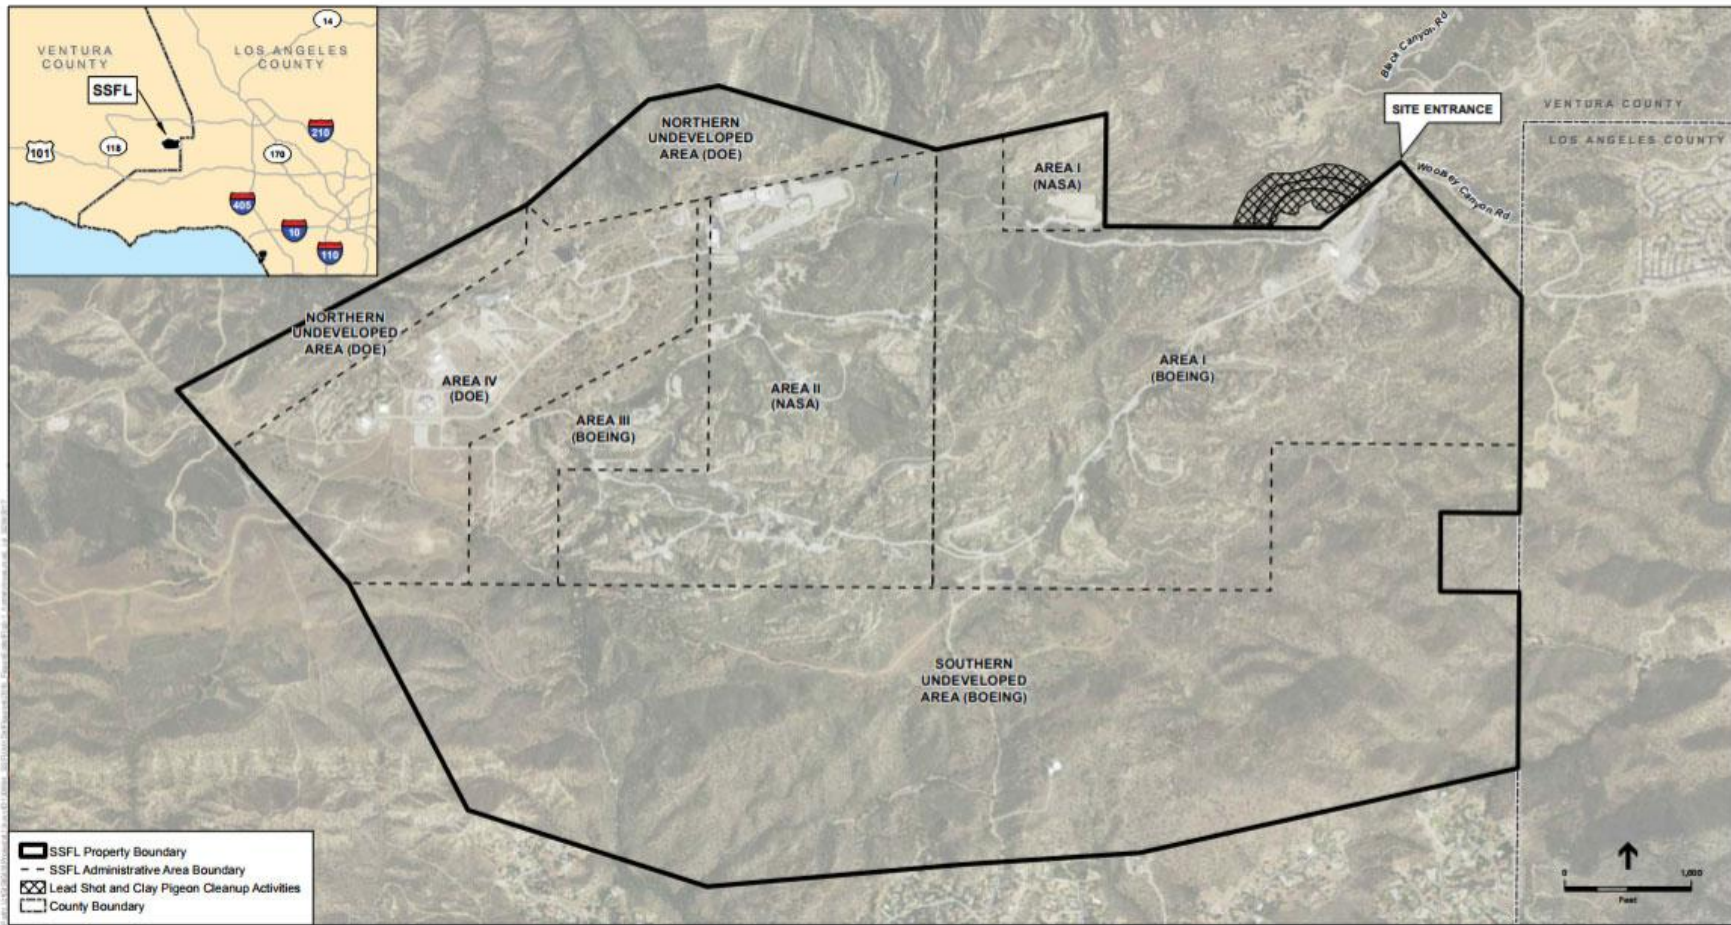 VENTURA
COUNTY
LOS ANGELES
COUNTY
SSFL
14
118
101
170
210
405
10
110
Black Canyon Rd
SITE ENTRANCE
VENTURA COUNTY
LOS ANGELES COUNTY
Woolsey Canyon Rd
NORTHERN
UNDEVELOPED
AREA (DOE)
AREA I
(NASA)
NORTHERN
UNDEVELOPED
AREA (DOE)
AREA IV
(DOE)
AREA III
(BOEING)
AREA II
(NASA)
AREA I
(BOEING)
SOUTHERN
UNDEVELOPED
AREA (BOEING)
SSFL Property Boundary
SSFL Administrative Area Boundary
Lead Shot and Clay Pigeon Cleanup Activities
County Boundary
0 1,000
Feet